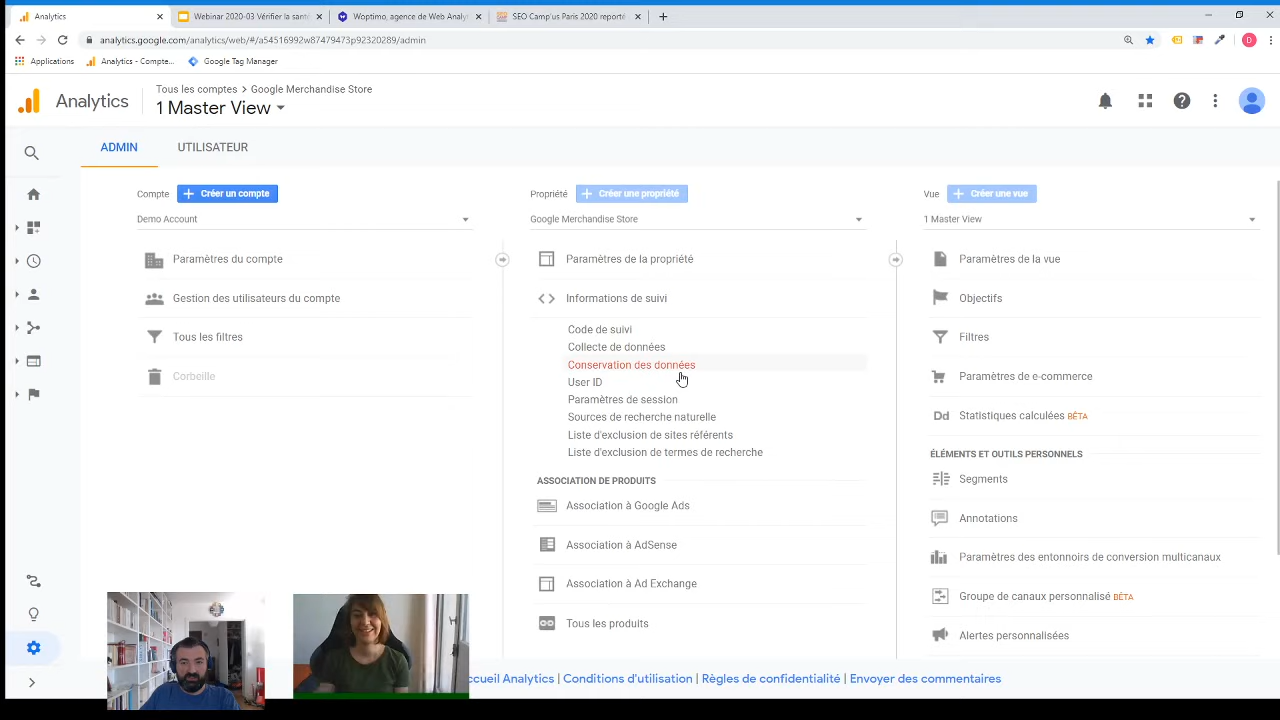 Analytics
Webinar 2020-03 Vérifier la sant
Woptimo, agence de Web Analy
SEO Camp'us Paris 2020 reporté
analytics.google.com/analytics/web/#/a54516992w87479473p92320289/admin
D
Applications
Analytics - Compte...
Google Tag Manager
Analytics
Tous les comptes > Google Merchandise Store
1 Master View
ADMIN
UTILISATEUR
Compte
Créer un compte
Demo Account
Paramètres du compte
Gestion des utilisateurs du compte
Tous les filtres
Corbeille
Propriété
Créer une propriété
Google Merchandise Store
Paramètres de la propriété
Informations de suivi
Code de suivi
Collecte de données
Conservation des données
User ID
Paramètres de session
Sources de recherche naturelle
Liste d'exclusion de sites référents
Liste d'exclusion de termes de recherche
ASSOCIATION DE PRODUITS
Association à Google Ads
Association à AdSense
Association à Ad Exchange
Tous les produits
Vue
Créer une vue
1 Master View
Paramètres de la vue
Objectifs
Filtres
Paramètres de e-commerce
Dd Statistiques calculées BÊTA
ÉLÉMENTS ET OUTILS PERSONNELS
Segments
Annotations
Paramètres des entonnoirs de conversion multicanaux
Groupe de canaux personnalisé BÊTA
Alertes personnalisées
ccueil Analytics | Conditions d'utilisation | Règles de confidentialité | Envoyer des commentaires